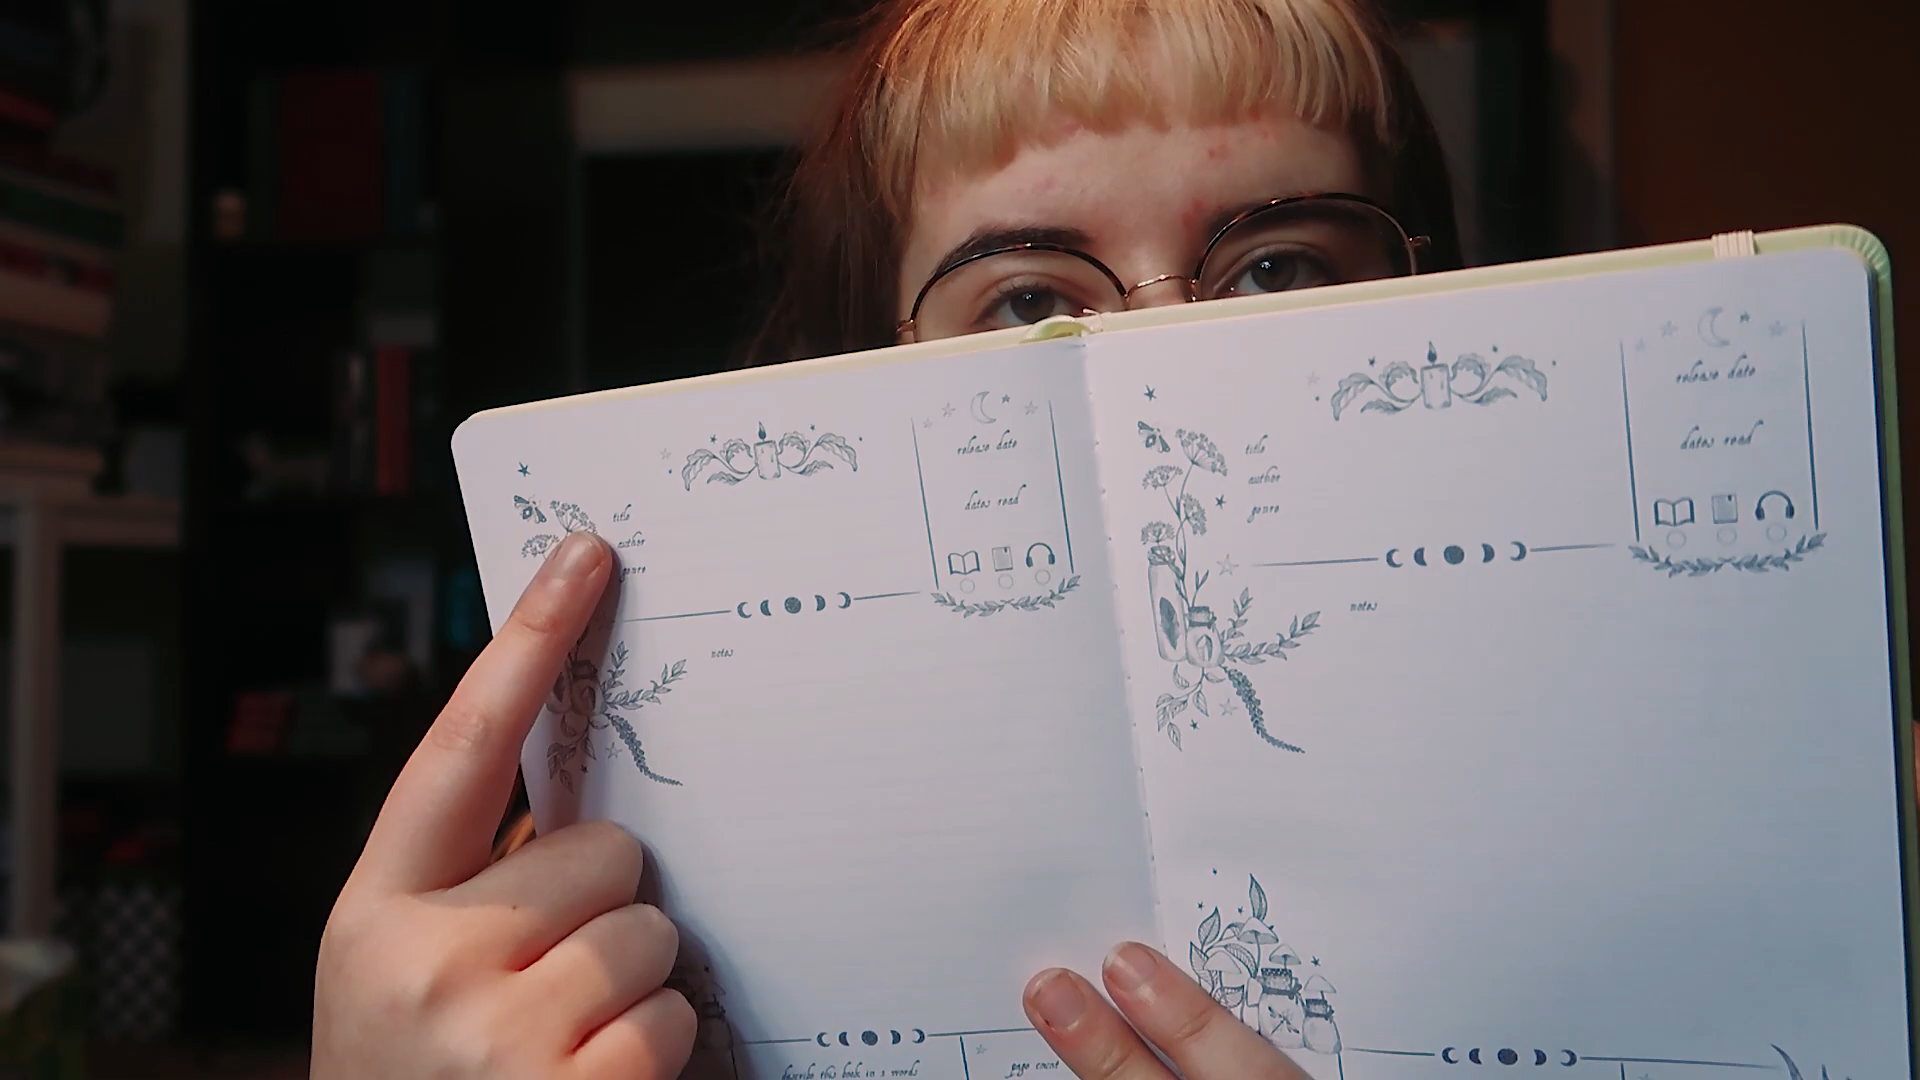 release date
dates read
title
author
genre
notes
describe this book in 3 words
page count
release date
dates read
title
author
genre
notes